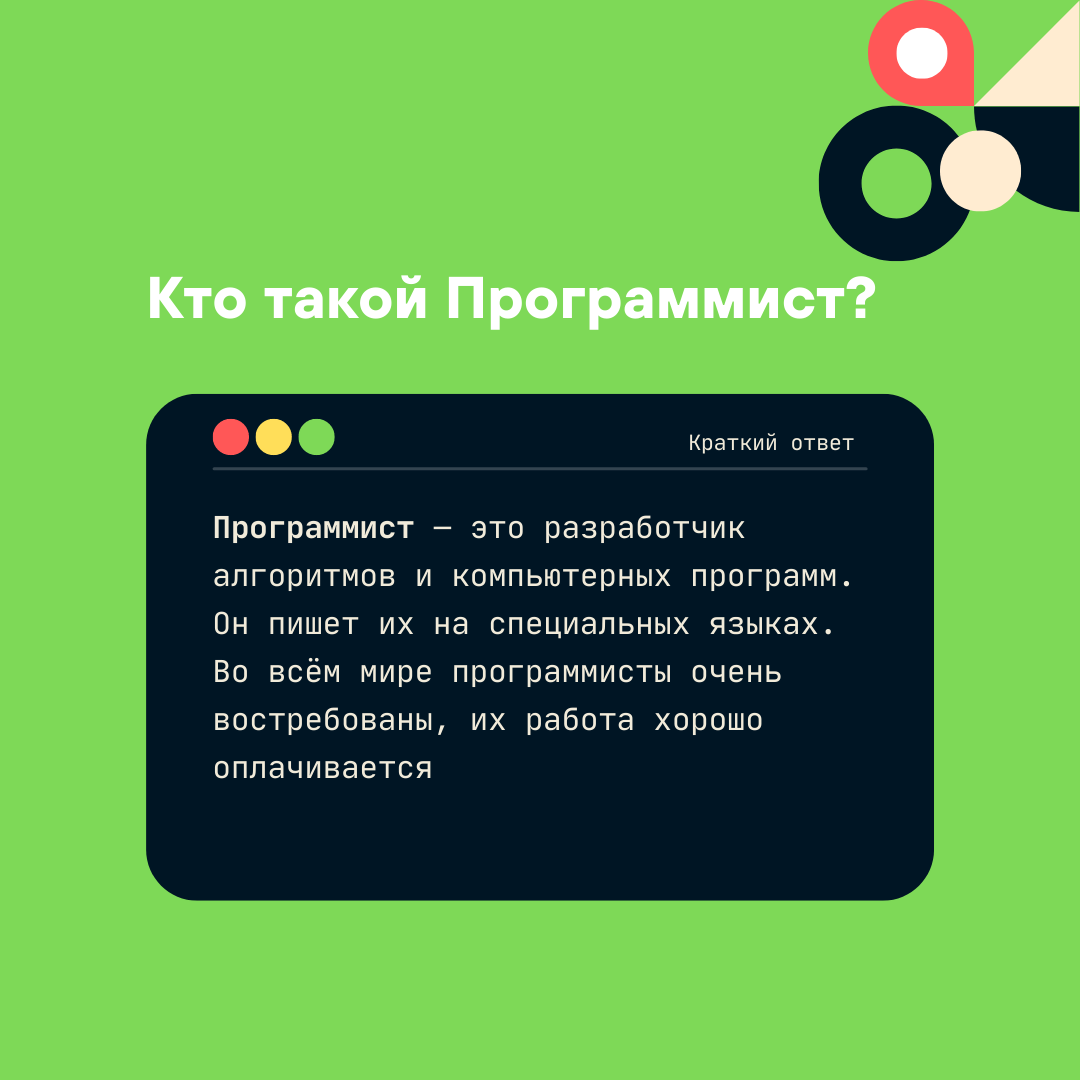 Кто такой Программист?
Краткий ответ
Программист — это разработчик
алгоритмов и компьютерных программ.
Он пишет их на специальных языках.
Во всём мире программисты очень
востребованы, их работа хорошо
оплачивается